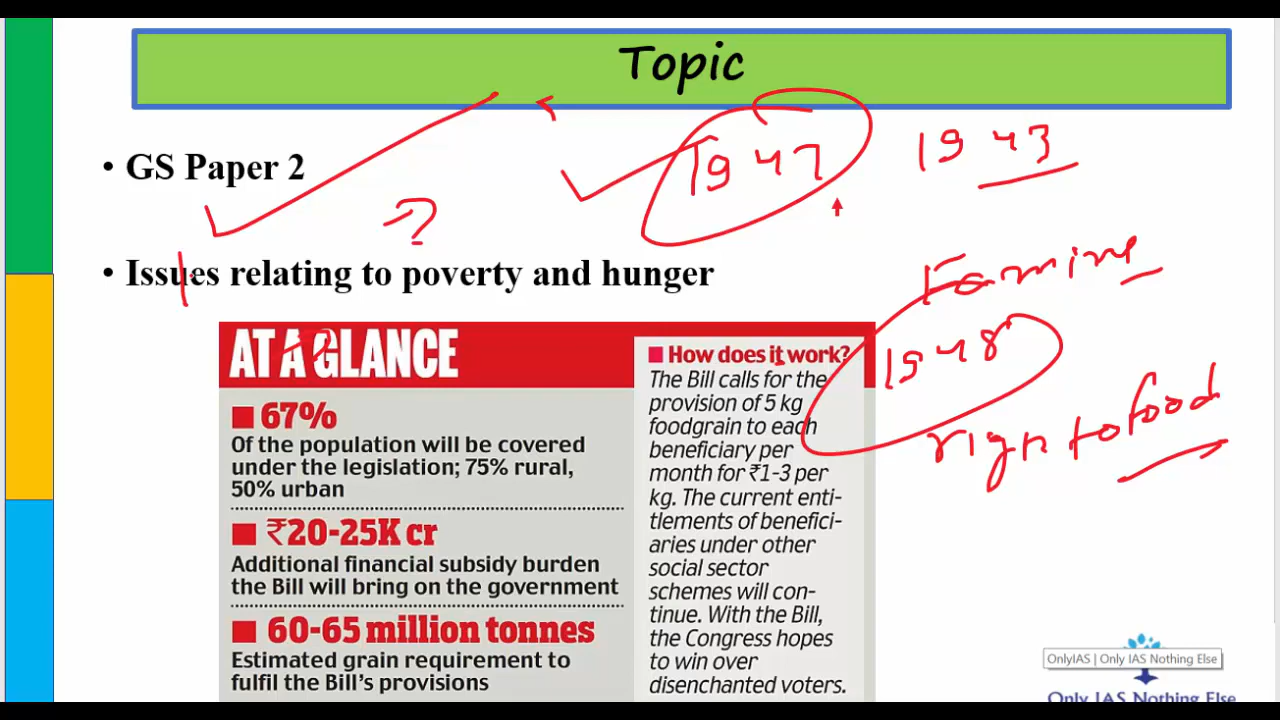 Topic
• GS Paper 2
1947
1943
?
• Issues relating to poverty and hunger
Famine
1948
right to food
AT A GLANCE
■ 67%
Of the population will be covered
under the legislation; 75% rural,
50% urban
■ ₹20-25K cr
Additional financial subsidy burden
the Bill will bring on the government
■ 60-65 million tonnes
Estimated grain requirement to
fulfil the Bill's provisions
■ How does it work?
The Bill calls for the
provision of 5 kg
foodgrain to each
beneficiary per
month for ₹1-3 per
kg. The current enti-
tlements of benefici-
aries under other
social sector
schemes will con-
tinue. With the Bill,
the Congress hopes
to win over
disenchanted voters.
OnlyIAS | Only IAS Nothing Else
Only IAS Nothing Else